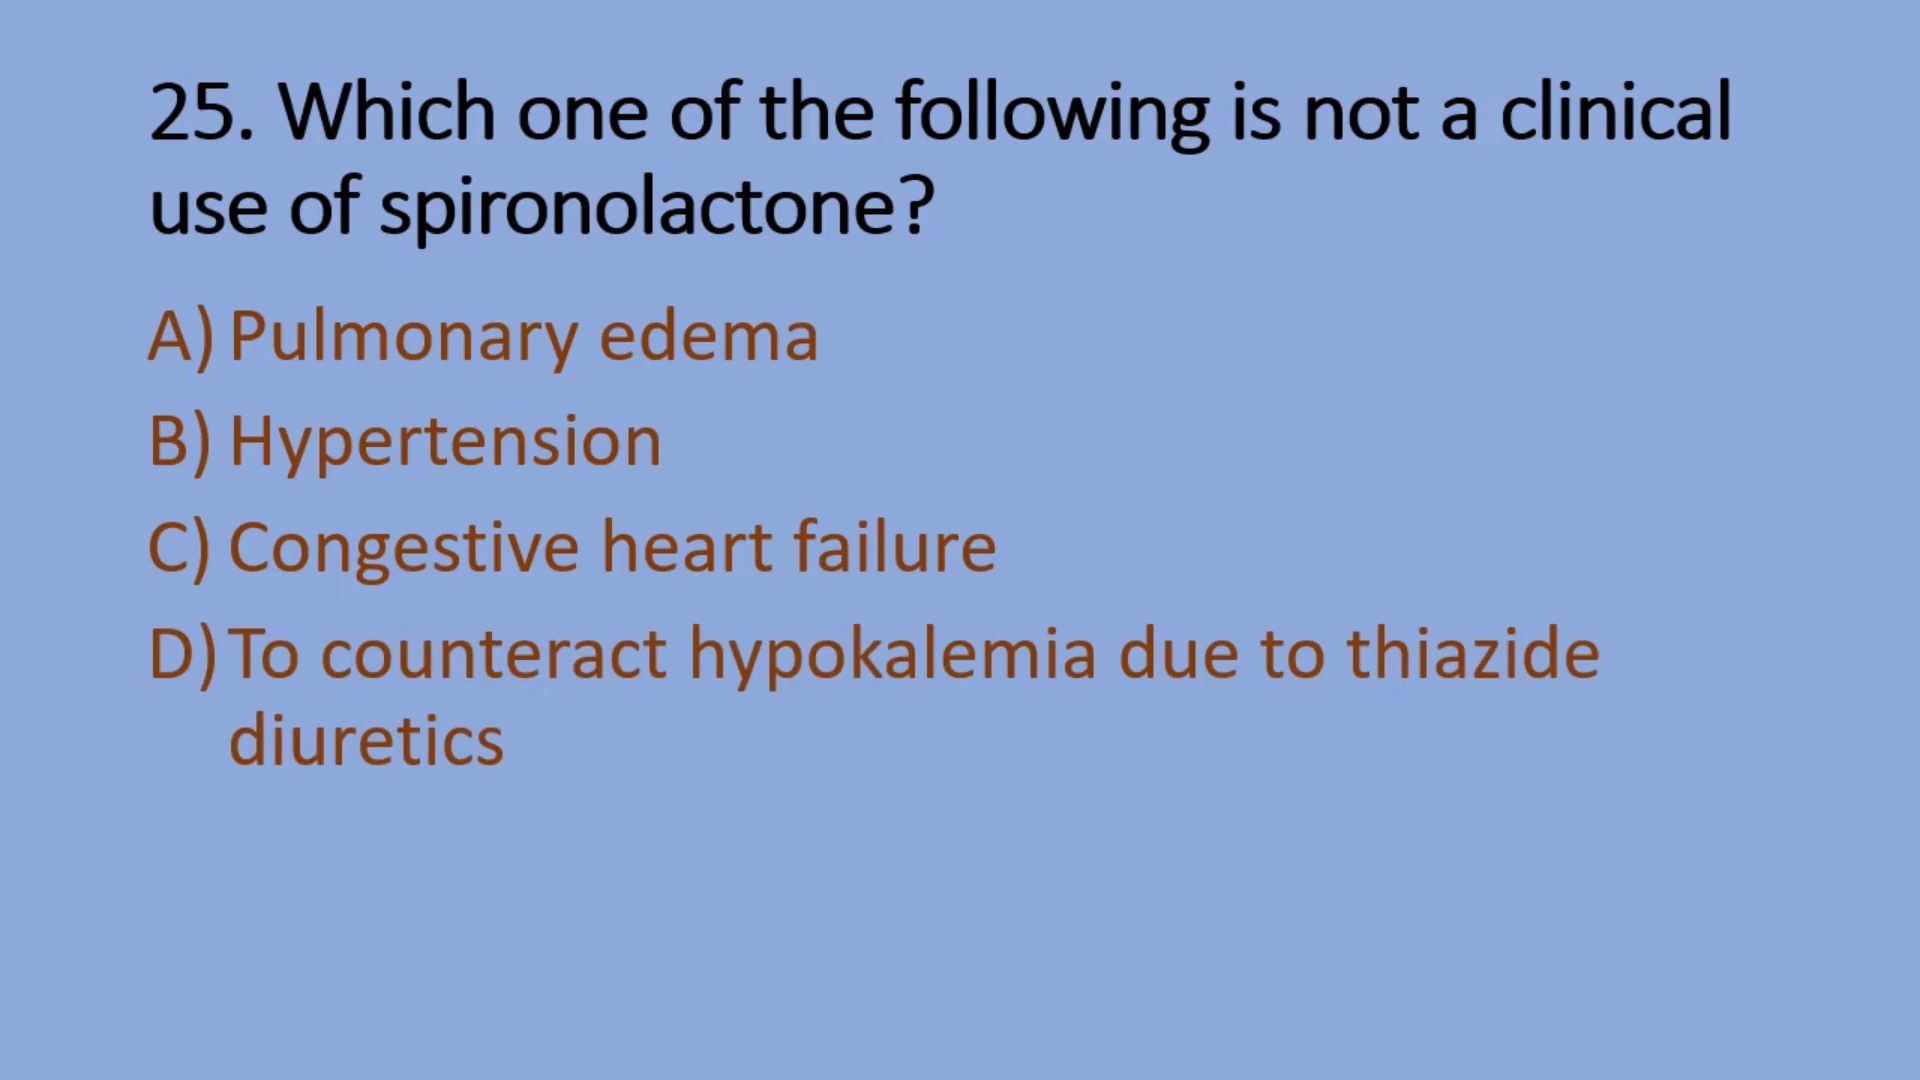 25. Which one of the following is not a clinical
use of spironolactone?
A) Pulmonary edema
B) Hypertension
C) Congestive heart failure
D) To counteract hypokalemia due to thiazide
diuretics